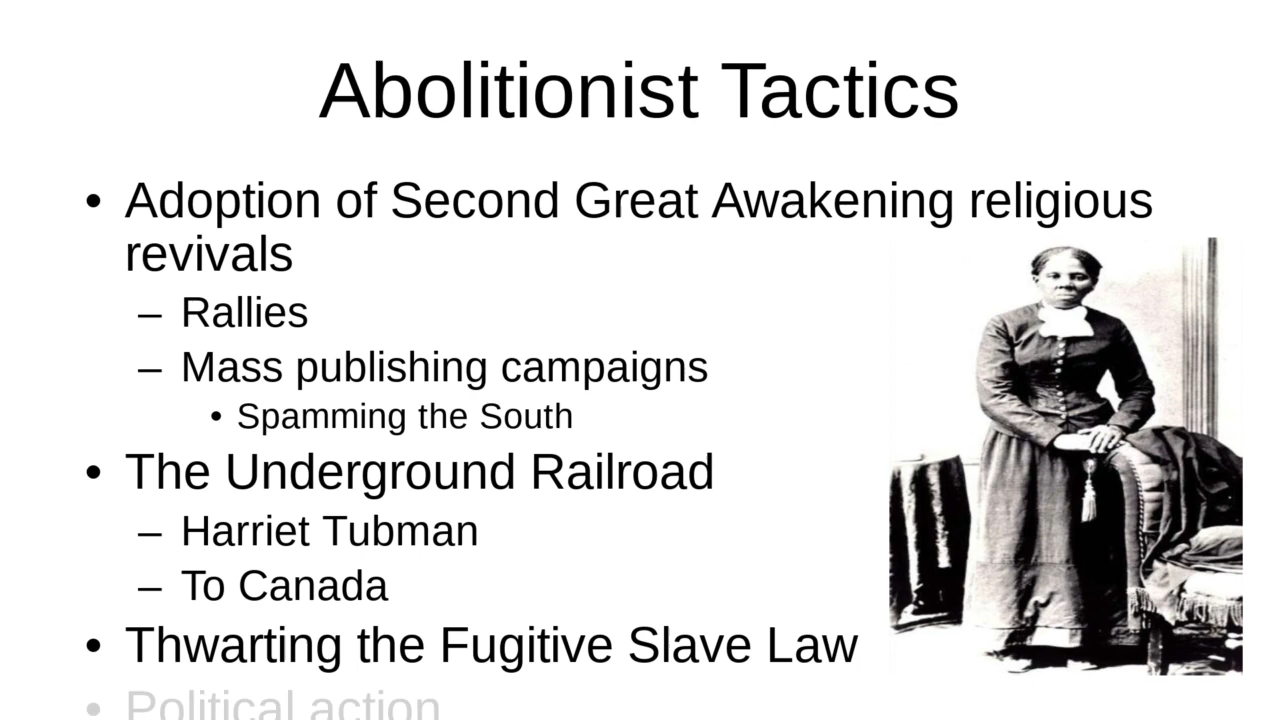 Abolitionist Tactics
• Adoption of Second Great Awakening religious
revivals
– Rallies
– Mass publishing campaigns
• Spamming the South
• The Underground Railroad
– Harriet Tubman
– To Canada
• Thwarting the Fugitive Slave Law
• Political action